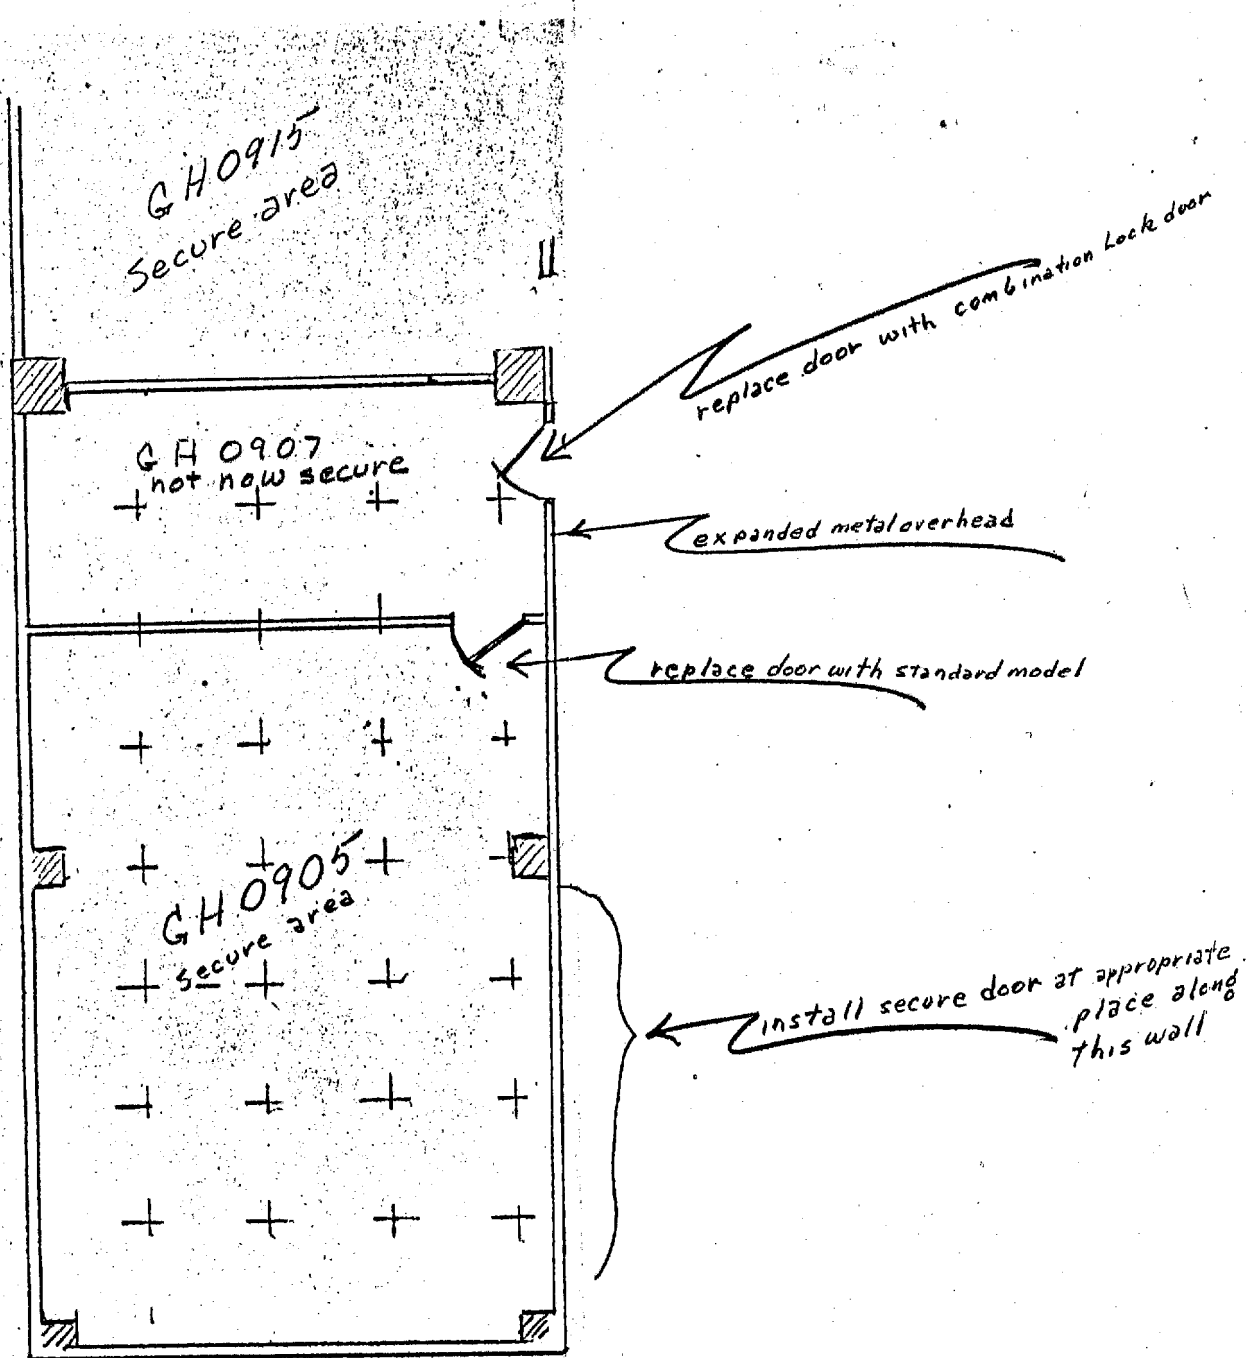 GH0915
Secure area
replace door with combination Lock door
GH 0907
not now secure
expanded metal overhead
replace door with standard model
GH 0905
secure area
install secure door at appropriate
place along
this wall